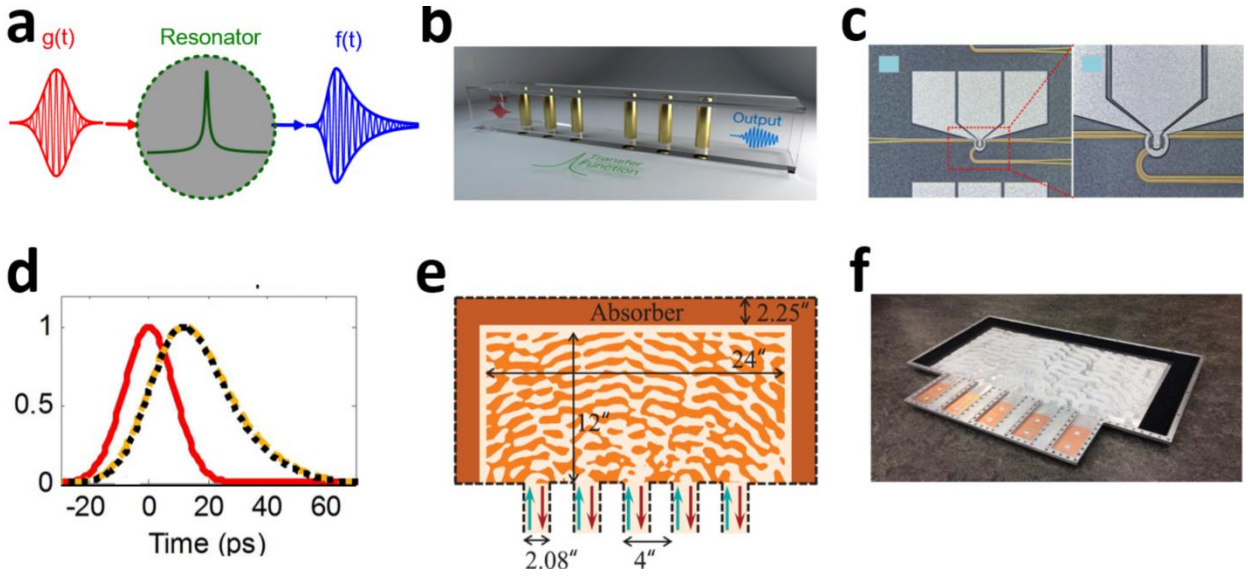 a
g(t)
Resonator
f(t)
b
Output
Transfer
Function
c
d
1
0.5
0
-20
0
20
40
60
Time (ps)
e
Absorber
2.25"
24"
12"
2.08"
4"
f